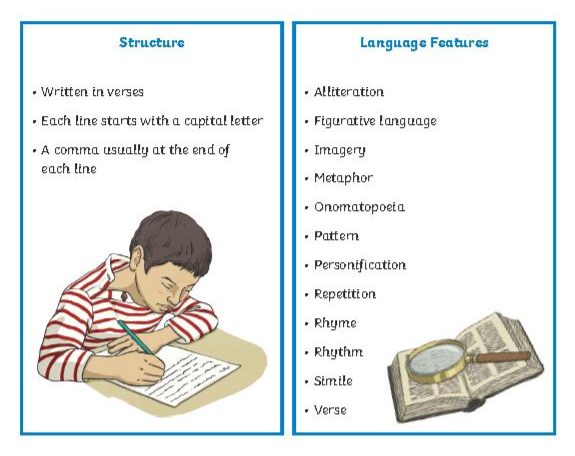 Structure
• Written in verses
• Each line starts with a capital letter
• A comma usually at the end of
each line
Language Features
• Alliteration
• Figurative language
• Imagery
• Metaphor
• Onomatopoeia
• Pattern
• Personification
• Repetition
• Rhyme
• Rhythm
• Simile
• Verse